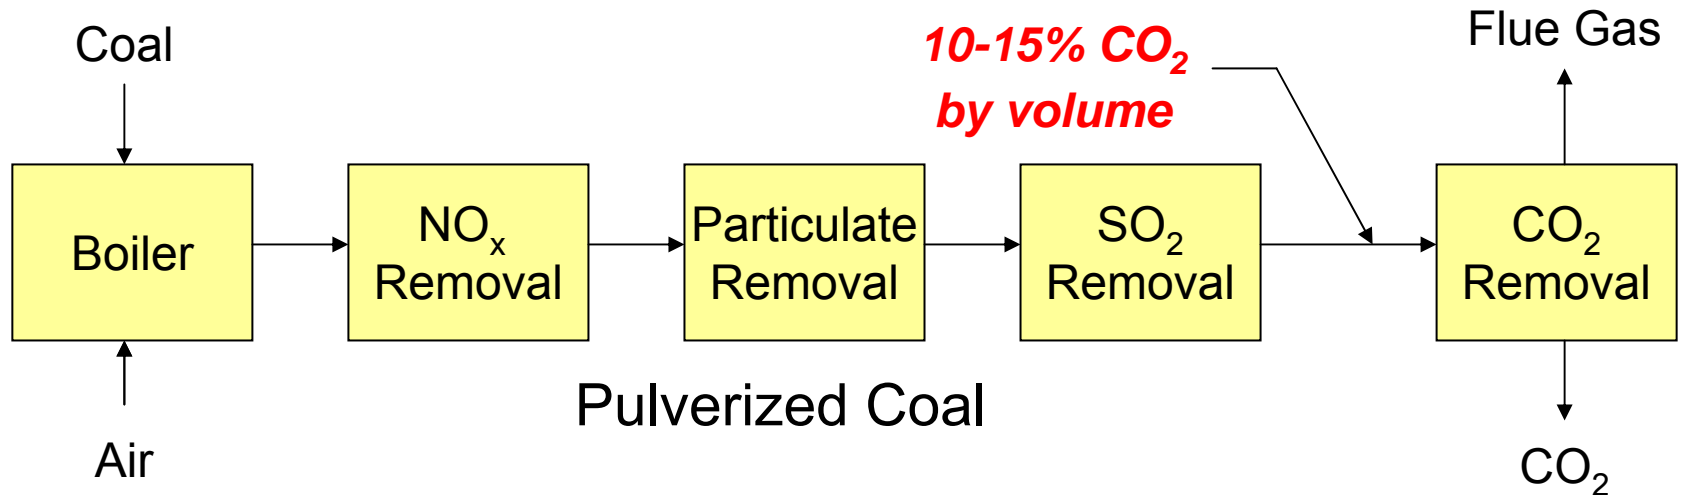 Coal
10-15% CO₂
by volume
Flue Gas
Boiler
NOₓ
Removal
Particulate
Removal
SO₂
Removal
CO₂
Removal
Pulverized Coal
Air
CO₂